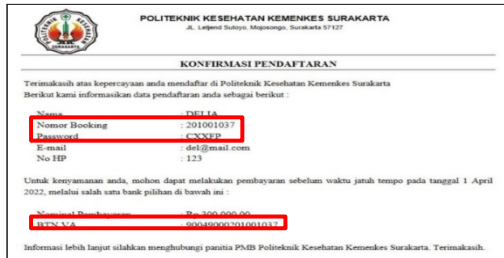 POLITEKNIK KESEHATAN KEMENKES SURAKARTA
JL. Letjend Sutoyo, Mojosongo, Surakarta 57127
KONFIRMASI PENDAFTARAN
Terimakasih atas kepercayaan anda mendaftar di Politeknik Kesehatan Kemenkes Surakarta
Berikut kami informasikan data pendaftaran anda sebagai berikut :
Nama : DELIA
Nomor Booking : 201001037
Password : CXXFP
E-mail : del@mail.com
No HP : 123
Untuk kenyamanan anda, mohon dapat melakukan pembayaran sebelum waktu jatuh tempo pada tanggal 1 April
2022, melalui salah satu bank pilihan di bawah ini :
Nominal Pembayaran : Rp 300.000,00
BTN VA : 90049000201001037
Informasi lebih lanjut silahkan menghubungi panitia PMB Politeknik Kesehatan Kemenkes Surakarta. Terimakasih.